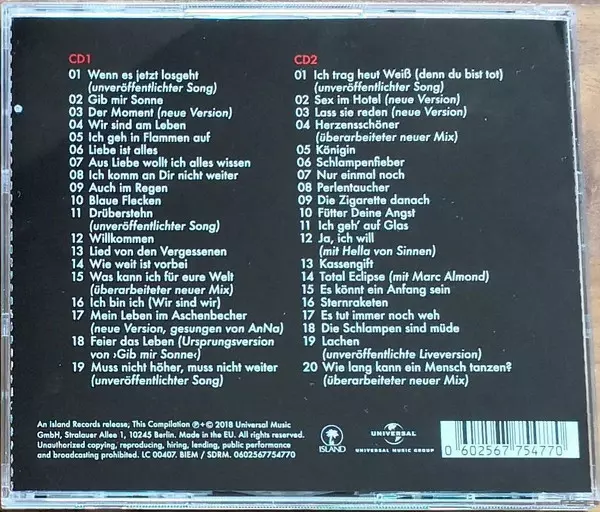 CD1
01 Wenn es jetzt losgeht
(unveröffentlichter Song)
02 Gib mir Sonne
03 Der Moment (neue Version)
04 Wir sind am Leben
05 Ich geh in Flammen auf
06 Liebe ist alles
07 Aus Liebe wollt ich alles wissen
08 Ich komm an Dir nicht weiter
09 Auch im Regen
10 Blaue Flecken
11 Drüberstehn
(unveröffentlichter Song)
12 Willkommen
13 Lied von den Vergessenen
14 Wie weit ist vorbei
15 Was kann ich für eure Welt
(überarbeiteter neuer Mix)
16 Ich bin ich (Wir sind wir)
17 Mein Leben im Aschenbecher
(neue Version, gesungen von AnNa)
18 Feier das Leben (Ursprungsversion
von ›Gib mir Sonne‹)
19 Muss nicht höher, muss nicht weiter
(unveröffentlichter Song)
CD2
01 Ich trag heut Weiß (denn du bist tot)
(unveröffentlichter Song)
02 Sex im Hotel (neue Version)
03 Lass sie reden (neue Version)
04 Herzensschöner
(überarbeiteter neuer Mix)
05 Königin
06 Schlampenfieber
07 Nur einmal noch
08 Perlentaucher
09 Die Zigarette danach
10 Fütter Deine Angst
11 Ich geh' auf Glas
12 Ja, ich will
(mit Hella von Sinnen)
13 Kassengift
14 Total Eclipse (mit Marc Almond)
15 Es könnt ein Anfang sein
16 Sternraketen
17 Es tut immer noch weh
18 Die Schlampen sind müde
19 Lachen
(unveröffentlichte Liveversion)
20 Wie lang kann ein Mensch tanzen?
(überarbeiteter neuer Mix)
An Island Records release; This Compilation ℗+© 2018 Universal Music
GmbH, Stralauer Allee 1, 10245 Berlin. Made in the EU. All rights reserved.
Unauthorized copying, reproducing, hiring, lending, public performance
and broadcasting prohibited. LC 00407. BIEM / SDRM. 0602567754770
ISLAND
UNIVERSAL
UNIVERSAL MUSIC GROUP
0 602567 754770